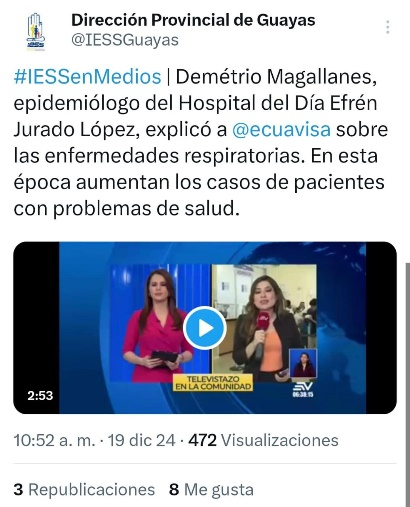 Dirección Provincial de Guayas
@IESSGuayas
#IESSenMedios | Demétrio Magallanes,
epidemiólogo del Hospital del Día Efrén
Jurado López, explicó a @ecuavisa sobre
las enfermedades respiratorias. En esta
época aumentan los casos de pacientes
con problemas de salud.
TELEVISTAZO
EN LA COMUNIDAD
06:38:15
2:53
10:52 a. m. · 19 dic 24 · 472 Visualizaciones
3 Republicaciones 8 Me gusta